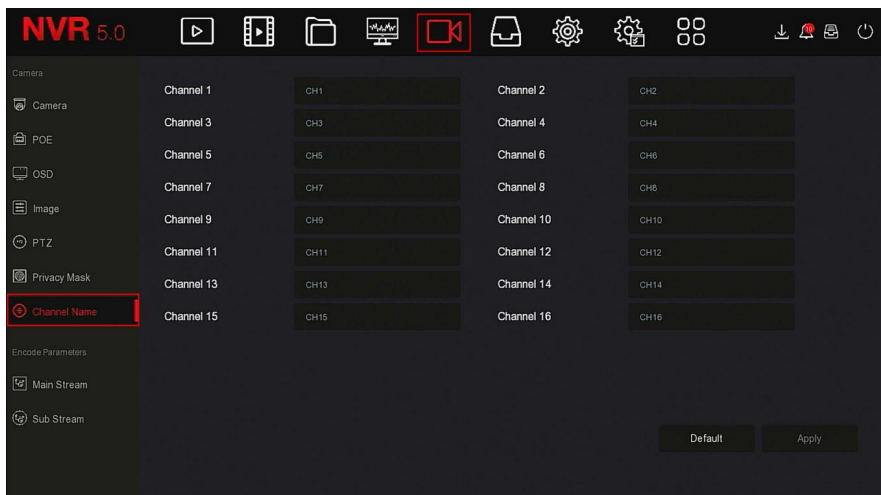 NVR 5.0
Camera
Camera
POE
OSD
Image
PTZ
Privacy Mask
Channel Name
Encode Parameters
Main Stream
Sub Stream
Channel 1 CH1 Channel 2 CH2
Channel 3 CH3 Channel 4 CH4
Channel 5 CH5 Channel 6 CH6
Channel 7 CH7 Channel 8 CH8
Channel 9 CH9 Channel 10 CH10
Channel 11 CH11 Channel 12 CH12
Channel 13 CH13 Channel 14 CH14
Channel 15 CH15 Channel 16 CH16
Default Apply